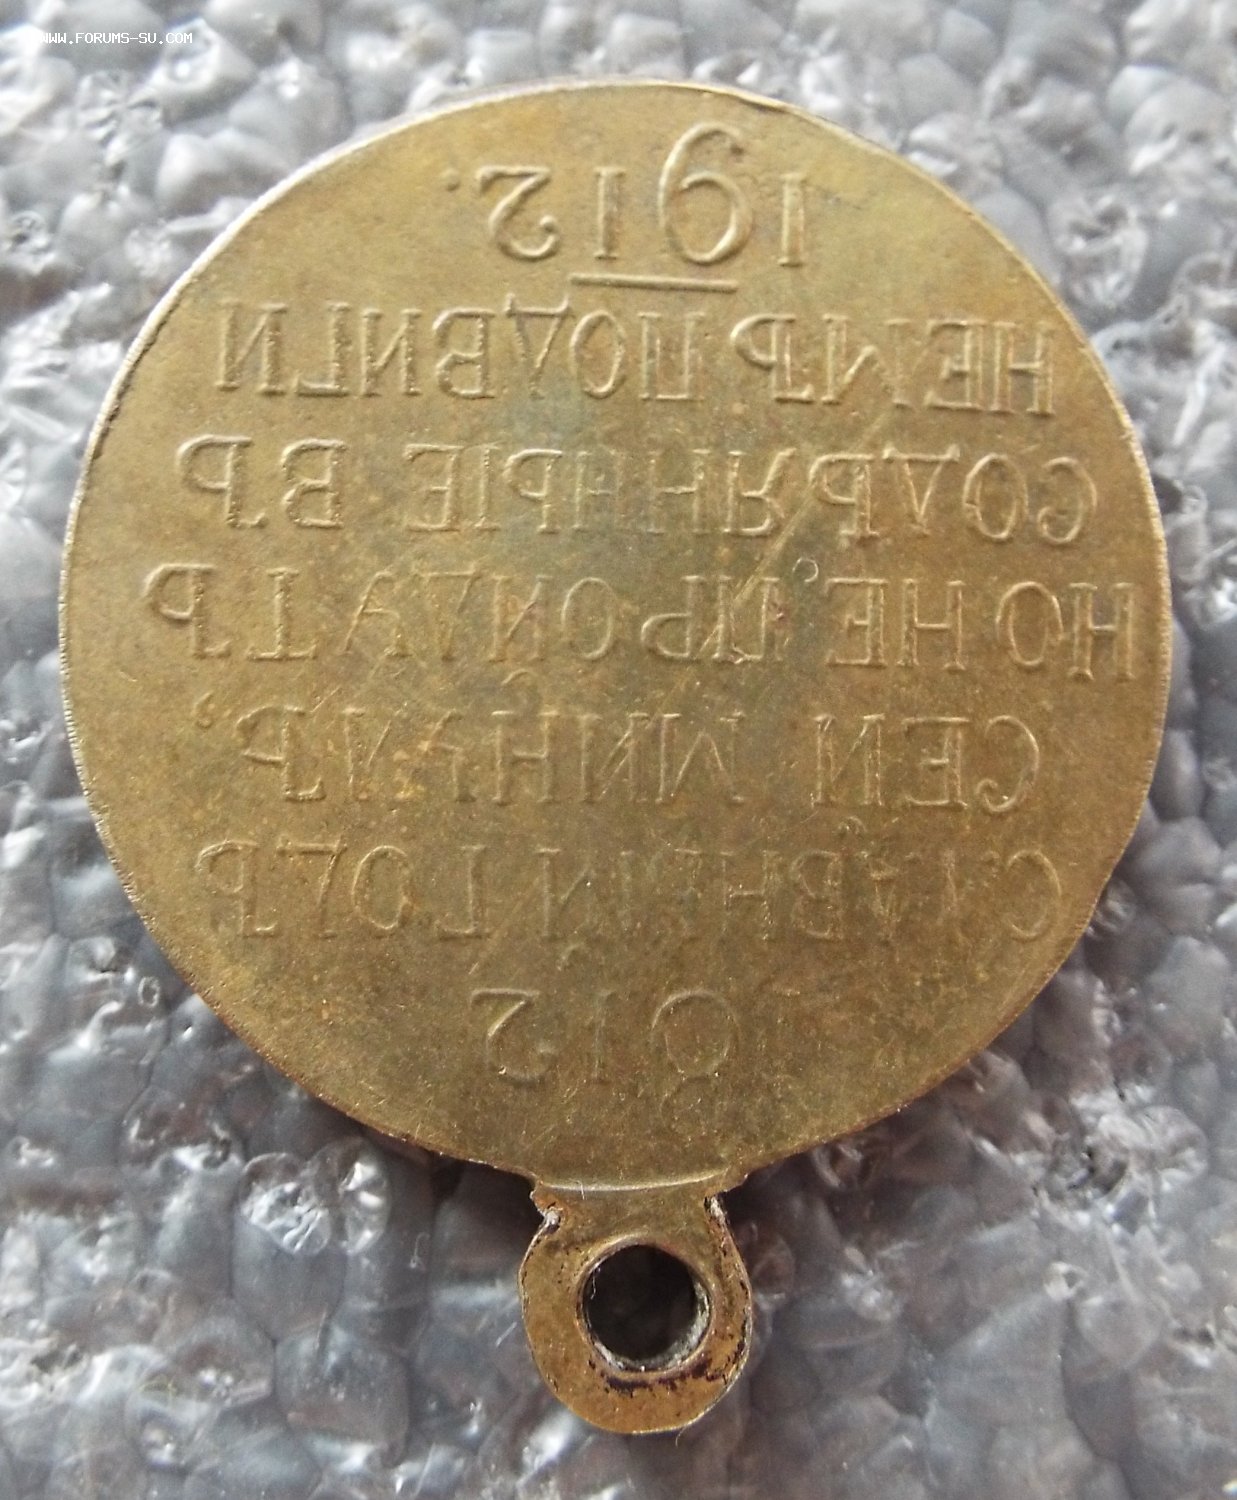 WWW.FORUMS-SU.COM
1812
СЛАВНЫЙ ГОДЪ
СЕЙ МИНУЛЪ,
НО НЕ ПРОЙДУТЪ
СОДѢЯННЫЕ ВЪ
НЕМЪ ПОДВИГИ
1912.